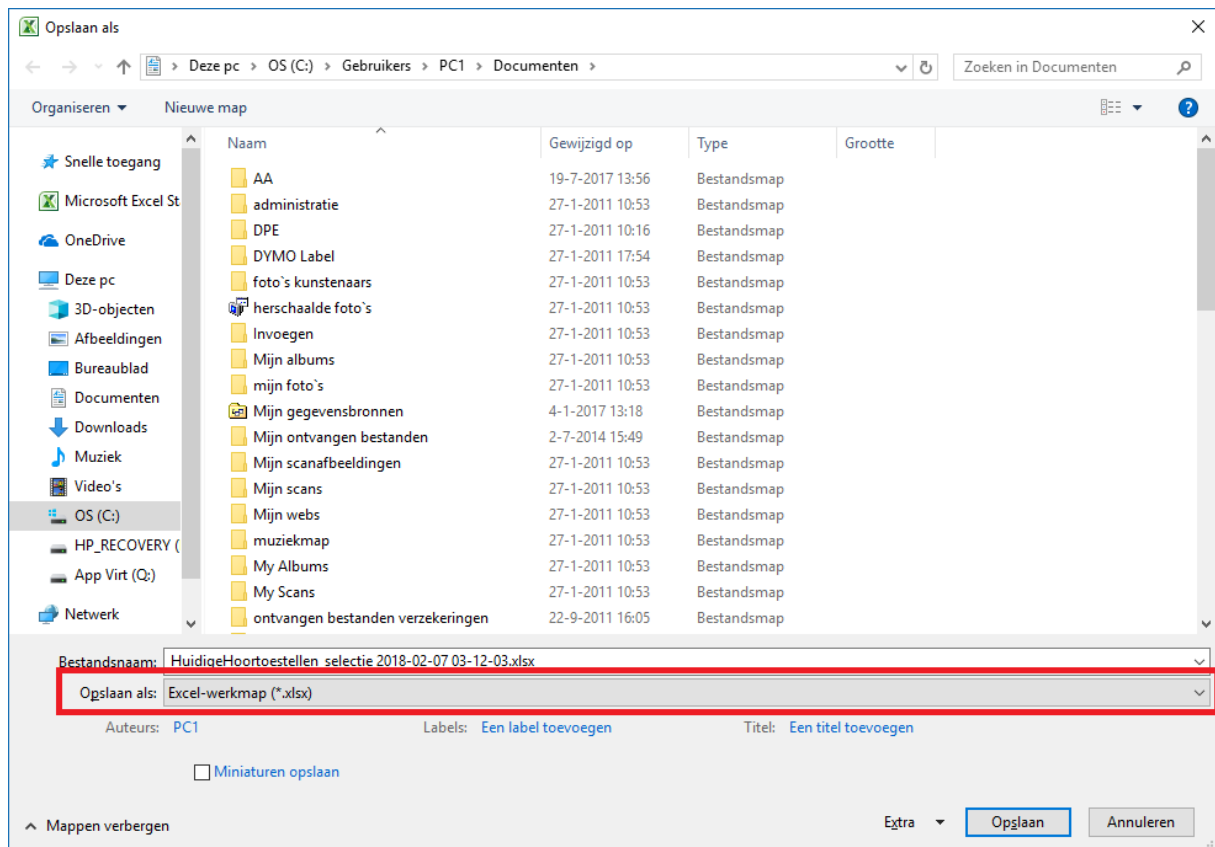 Opslaan als
Deze pc > OS (C:) > Gebruikers > PC1 > Documenten >
Zoeken in Documenten
Organiseren
Nieuwe map
Naam Gewijzigd op Type Grootte
Snelle toegang
Microsoft Excel St
OneDrive
Deze pc
3D-objecten
Afbeeldingen
Bureaublad
Documenten
Downloads
Muziek
Video's
OS (C:)
HP_RECOVERY (
App Virt (Q:)
Netwerk
AA 19-7-2017 13:56 Bestandsmap
administratie 27-1-2011 10:53 Bestandsmap
DPE 27-1-2011 10:16 Bestandsmap
DYMO Label 27-1-2011 17:54 Bestandsmap
foto`s kunstenaars 27-1-2011 10:53 Bestandsmap
herschaalde foto`s 27-1-2011 10:53 Bestandsmap
Invoegen 27-1-2011 10:53 Bestandsmap
Mijn albums 27-1-2011 10:53 Bestandsmap
mijn foto`s 27-1-2011 10:53 Bestandsmap
Mijn gegevensbronnen 4-1-2017 13:18 Bestandsmap
Mijn ontvangen bestanden 2-7-2014 15:49 Bestandsmap
Mijn scanafbeeldingen 27-1-2011 10:53 Bestandsmap
Mijn scans 27-1-2011 10:53 Bestandsmap
Mijn webs 27-1-2011 10:53 Bestandsmap
muziekmap 27-1-2011 10:53 Bestandsmap
My Albums 27-1-2011 10:53 Bestandsmap
My Scans 27-1-2011 10:53 Bestandsmap
ontvangen bestanden verzekeringen 22-9-2011 16:05 Bestandsmap
Bestandsnaam: HuidigeHoortoestellen_selectie 2018-02-07 03-12-03.xlsx
Opslaan als: Excel-werkmap (*.xlsx)
Auteurs: PC1 Labels: Een label toevoegen Titel: Een titel toevoegen
Miniaturen opslaan
Mappen verbergen
Extra
Opslaan
Annuleren